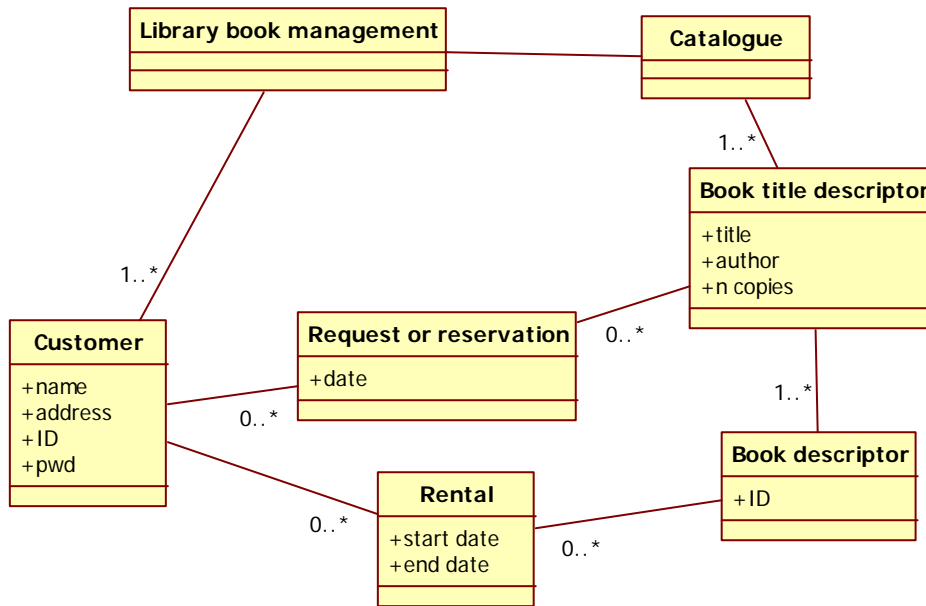 Library book management
Catalogue
1..*
Book title descriptor
+title
+author
+n copies
1..*
Customer
+name
+address
+ID
+pwd
Request or reservation
+date
0..*
0..*
1..*
Book descriptor
+ID
Rental
+start date
+end date
0..*
0..*